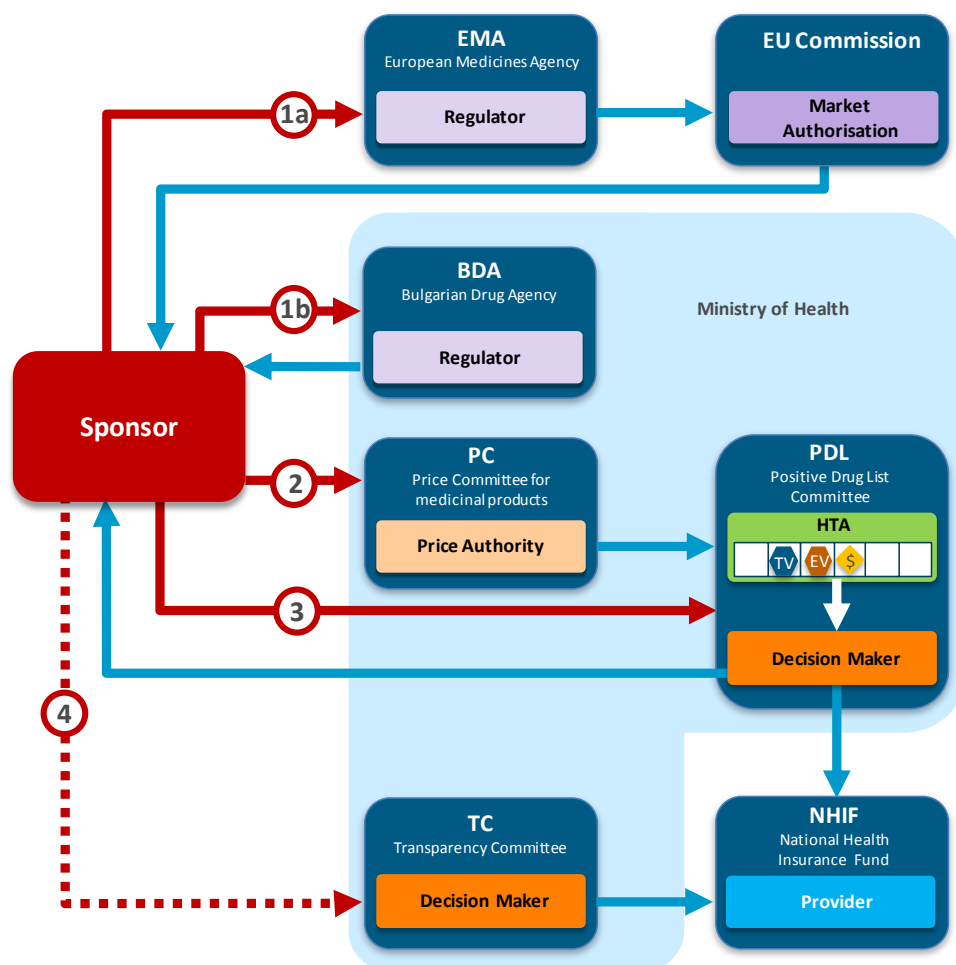 EMA
European Medicines Agency
Regulator
EU Commission
Market
Authorisation
1a
BDA
Bulgarian Drug Agency
Regulator
1b
Ministry of Health
Sponsor
2
PC
Price Committee for
medicinal products
Price Authority
PDL
Positive Drug List
Committee
HTA
TV
EV
$
3
Decision Maker
4
TC
Transparency Committee
Decision Maker
NHIF
National Health
Insurance Fund
Provider